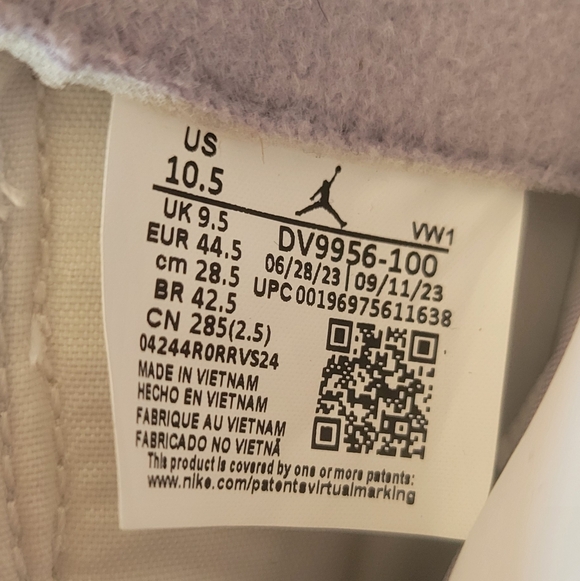 US
10.5
VW1
UK 9.5
DV9956-100
EUR 44.5
06/28/23 | 09/11/23
cm 28.5
UPC 00196975611638
BR 42.5
CN 285(2.5)
04244R0RRVS24
MADE IN VIETNAM
HECHO EN VIETNAM
FABRIQUE AU VIETNAM
FABRICADO NO VIETNÃ
This product is covered by one or more patents:
www.nike.com/patentsvirtualmarking